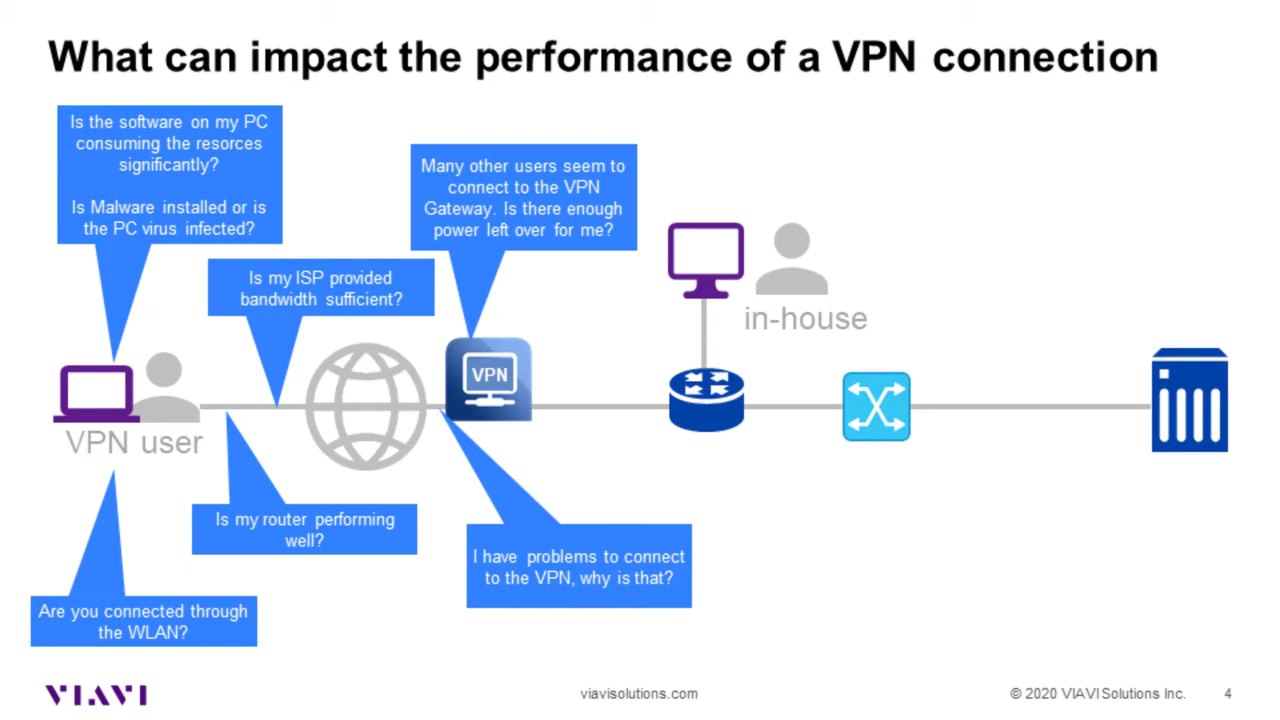 What can impact the performance of a VPN connection
Is the software on my PC
consuming the resorces
significantly?
Is Malware installed or is
the PC virus infected?
Many other users seem to
connect to the VPN
Gateway. Is there enough
power left over for me?
Is my ISP provided
bandwidth sufficient?
in-house
VPN
VPN user
Is my router performing
well?
I have problems to connect
to the VPN, why is that?
Are you connected through
the WLAN?
VIAVI
viavisolutions.com
© 2020 VIAVI Solutions Inc.
4